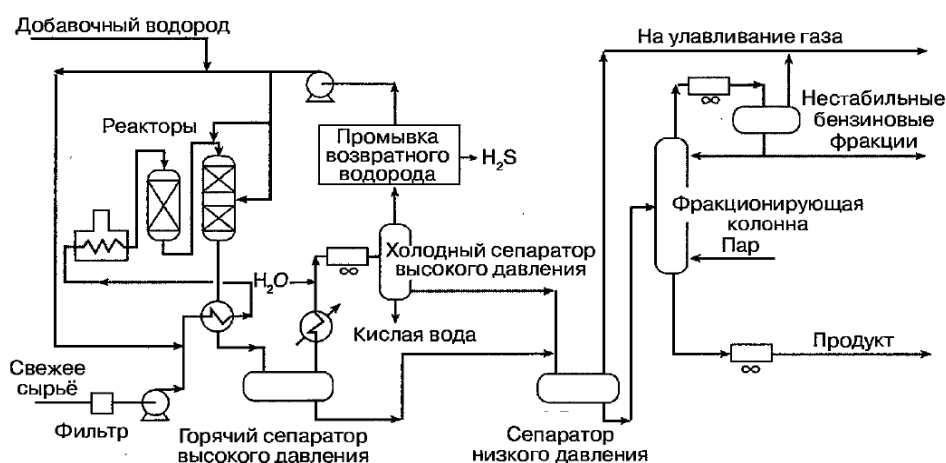 Добавочный водород
На улавливание газа
Реакторы
Промывка
возвратного
водорода
H₂S
Нестабильные
бензиновые
фракции
Фракционирующая
колонна
Пар
Холодный сепаратор
высокого давления
H₂O
Кислая вода
Продукт
Свежее
сырьё
Фильтр
Горячий сепаратор
высокого давления
Сепаратор
низкого давления